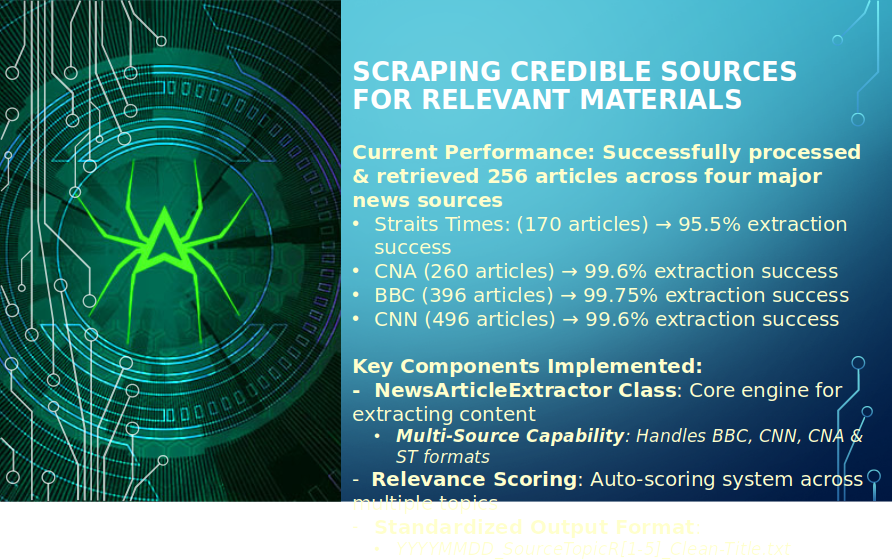 SCRAPING CREDIBLE SOURCES
FOR RELEVANT MATERIALS
Current Performance: Successfully processed
& retrieved 256 articles across four major
news sources
• Straits Times: (170 articles) → 95.5% extraction
success
• CNA (260 articles) → 99.6% extraction success
• BBC (396 articles) → 99.75% extraction success
• CNN (496 articles) → 99.6% extraction success
Key Components Implemented:
- NewsArticleExtractor Class: Core engine for
extracting content
• Multi-Source Capability: Handles BBC, CNN, CNA &
ST formats
- Relevance Scoring: Auto-scoring system across
multiple topics
- Standardized Output Format